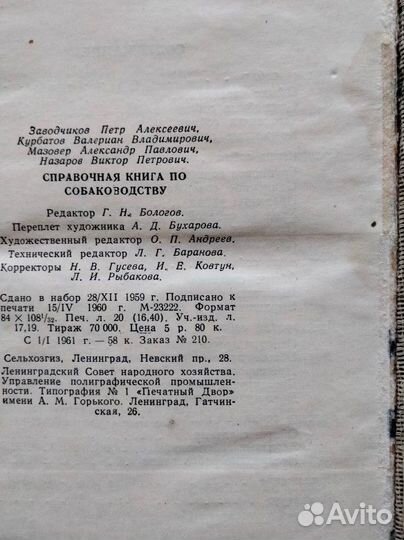 Заводчиков Петр Алексеевич,
Курбатов Валериан Владимирович,
Мазовер Александр Павлович,
Назаров Виктор Петрович.
СПРАВОЧНАЯ КНИГА ПО
СОБАКОВОДСТВУ
Редактор Г. Н. Бологов.
Переплет художника А. Д. Бухарова.
Художественный редактор О. П. Андреев.
Технический редактор Л. Г. Баранова.
Корректоры Н. В. Гусева, И. Е. Ковтун,
Л. И. Рыбакова.
Сдано в набор 28/XII 1959 г. Подписано к
печати 15/IV 1960 г. М-23222. Формат
84 × 108¹/₃₂. Печ. л. 20 (16,40). Уч.-изд. л.
17,19. Тираж 70 000. Цена 5 р. 80 к.
С 1/I 1961 г. — 58 к. Заказ № 210.
Сельхозгиз, Ленинград, Невский пр., 28.
Ленинградский Совет народного хозяйства.
Управление полиграфической промышлен-
ности. Типография № 1 «Печатный Двор»
имени А. М. Горького. Ленинград, Гатчин-
ская, 26.
Avito